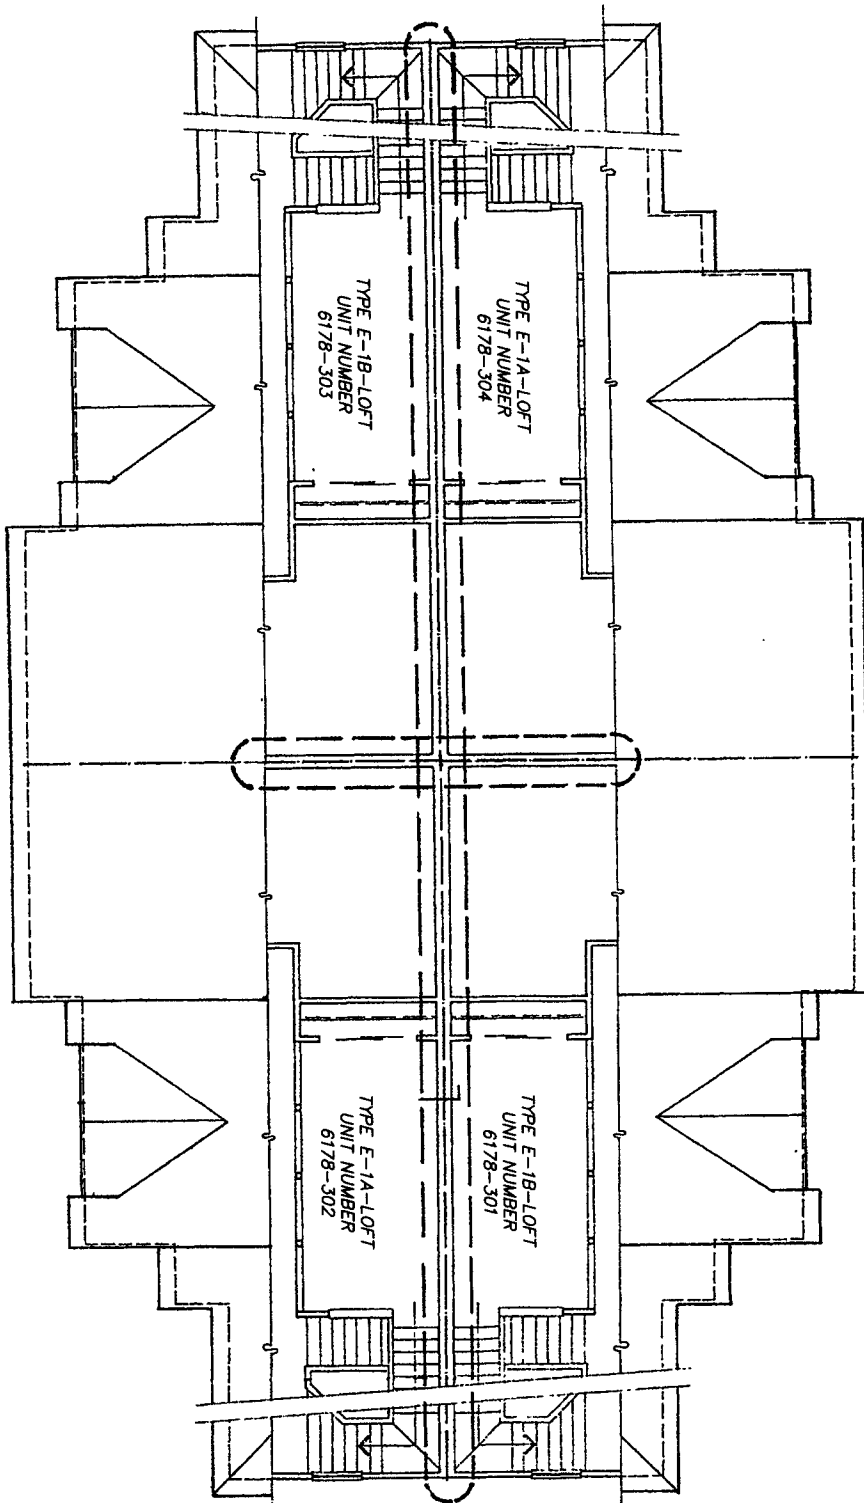 TYPE E-1A-LOFT
UNIT NUMBER
6178-304
TYPE E-1B-LOFT
UNIT NUMBER
6178-303
TYPE E-1B-LOFT
UNIT NUMBER
6178-301
TYPE E-1A-LOFT
UNIT NUMBER
6178-302